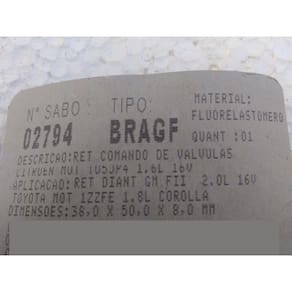 Nº SABO: TIPO: MATERIAL:
02794 BRAGF FLUORELASTOMERO
QUANT :01
DESCRICAO:RET COMANDO DE VALVULAS
CITROEN MOT TU5JP4 1.6L 16V
APLICACAO:RET DIANT GM FII 2.0L 16V
TOYOTA MOT 1ZZFE 1.8L COROLLA
DIMENSOES:38,0 X 50,0 X 8,0 MM